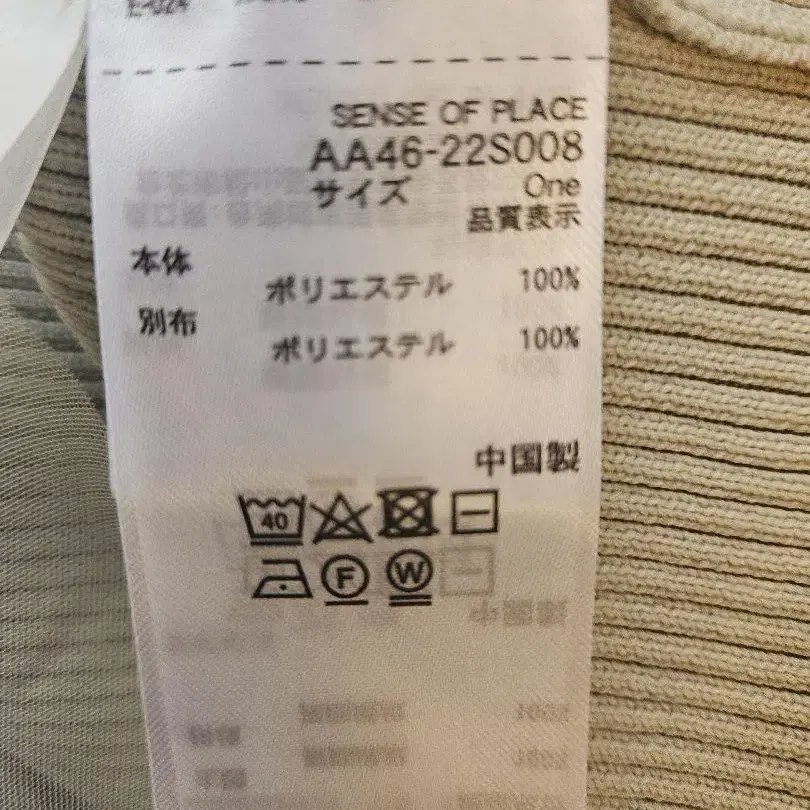 E-024
SENSE OF PLACE
AA46-22S008
サイズ One
品質表示
本体
ポリエステル 100%
別布
ポリエステル 100%
中国製
40
F W